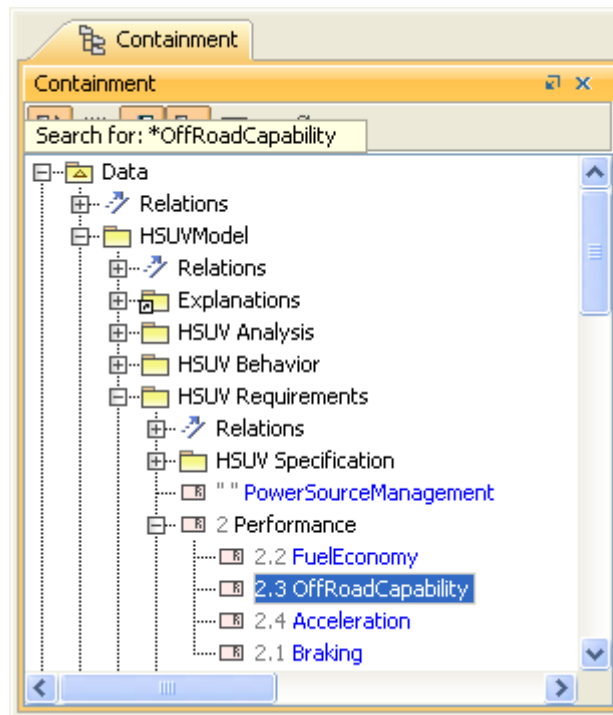 Containment
Containment
Search for: *OffRoadCapability
Data
Relations
HSUVModel
Relations
Explanations
HSUV Analysis
HSUV Behavior
HSUV Requirements
Relations
HSUV Specification
" " PowerSourceManagement
2 Performance
2.2 FuelEconomy
2.3 OffRoadCapability
2.4 Acceleration
2.1 Braking